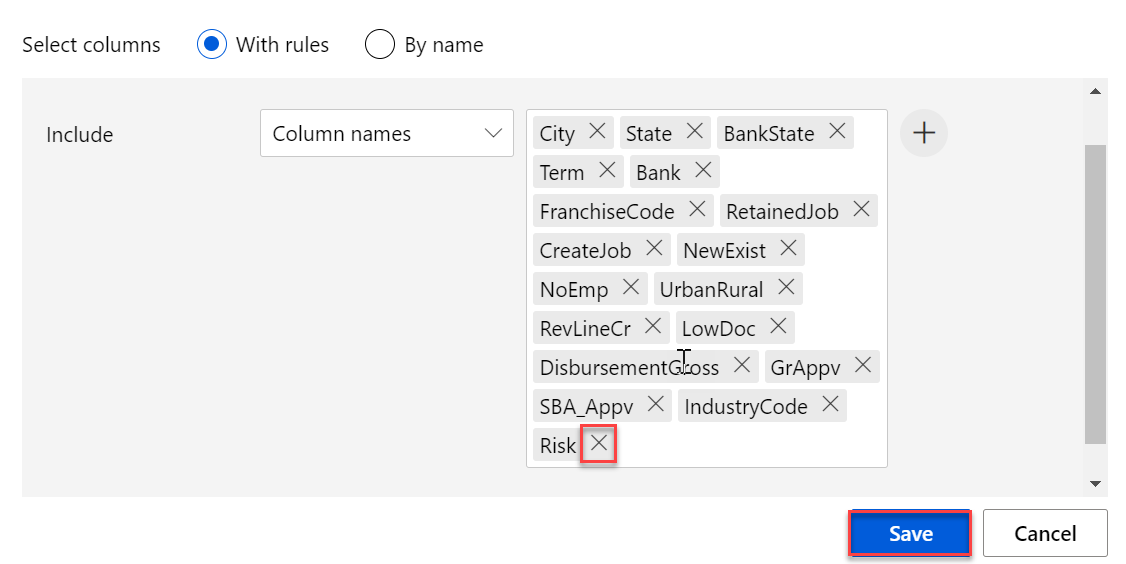 Select columns With rules By name
Include Column names City State BankState
Term Bank
FranchiseCode RetainedJob
CreateJob NewExist
NoEmp UrbanRural
RevLineCr LowDoc
DisbursementGross GrAppv
SBA_Appv IndustryCode
Risk
Save Cancel